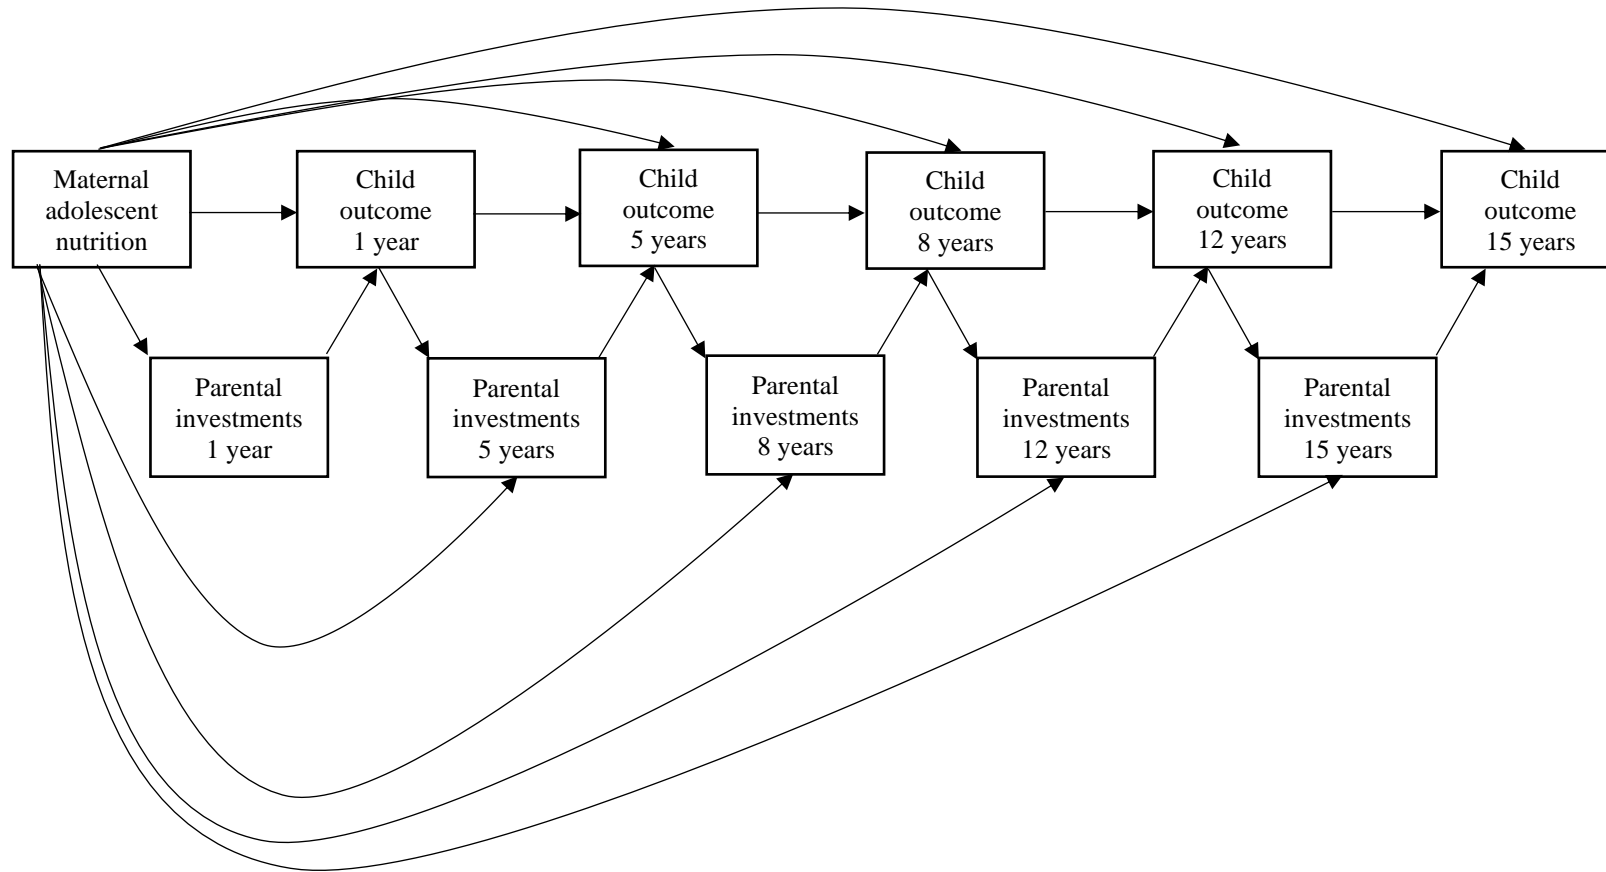 Maternal
adolescent
nutrition
Child
outcome
1 year
Child
outcome
5 years
Child
outcome
8 years
Child
outcome
12 years
Child
outcome
15 years
Parental
investments
1 year
Parental
investments
5 years
Parental
investments
8 years
Parental
investments
12 years
Parental
investments
15 years